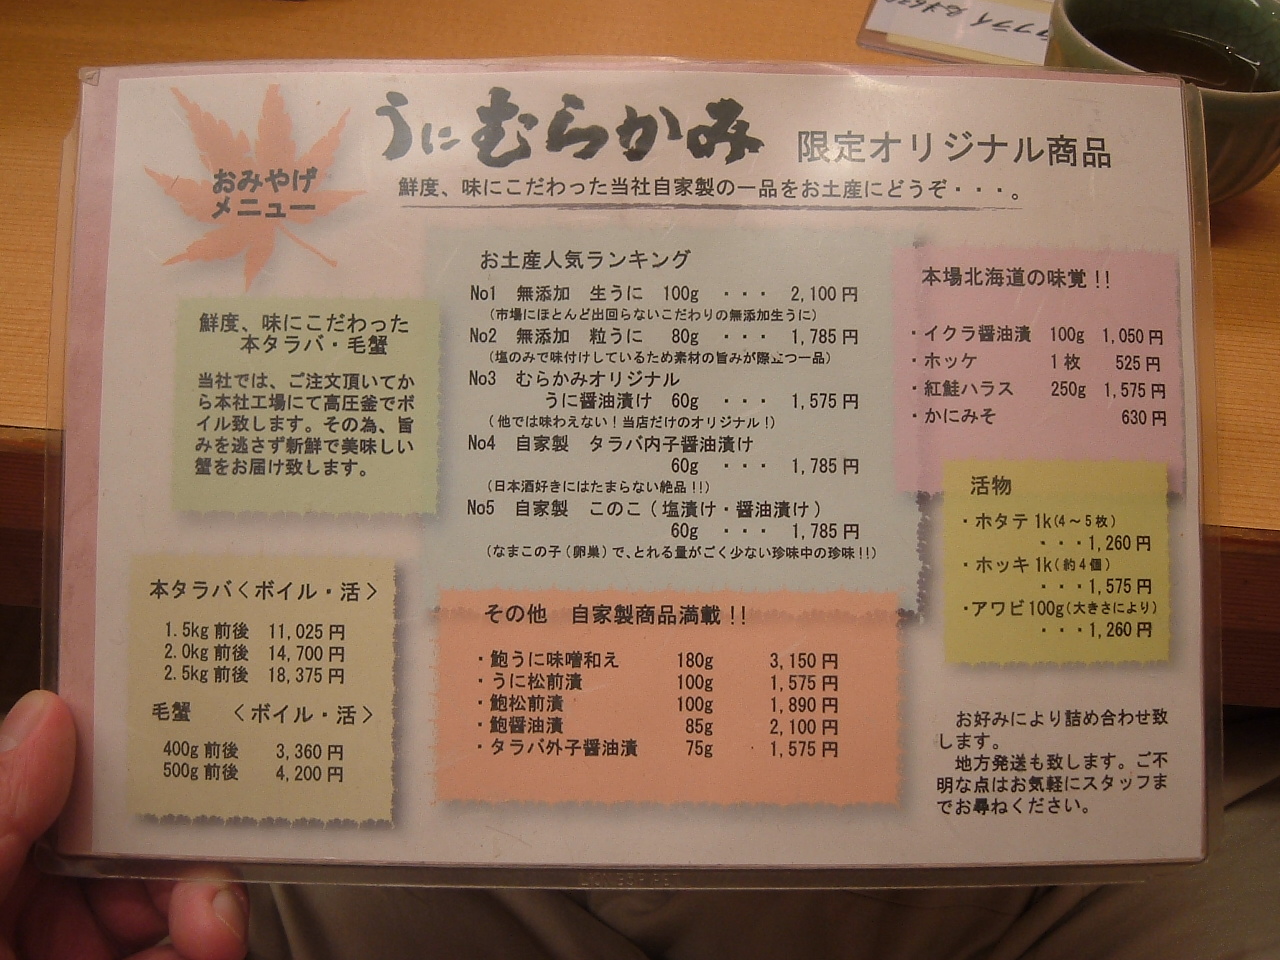 うにむらかみ 限定オリジナル商品
おみやげ
メニュー
鮮度、味にこだわった当社自家製の一品をお土産にどうぞ・・・。
鮮度、味にこだわった
本タラバ・毛蟹
当社では、ご注文頂いてか
ら本社工場にて高圧釜でボ
イル致します。その為、旨
みを逃さず新鮮で美味しい
蟹をお届け致します。
本タラバ〈ボイル・活〉
1.5kg前後 11,025円
2.0kg前後 14,700円
2.5kg前後 18,375円
毛蟹 〈ボイル・活〉
400g前後 3,360円
500g前後 4,200円
お土産人気ランキング
No1 無添加 生うに 100g ・・・ 2,100円
(市場にほとんど出回らないこだわりの無添加生うに)
No2 無添加 粒うに 80g ・・・ 1,785円
(塩のみで味付けしているため素材の旨みが際立つ一品)
No3 むらかみオリジナル
うに醤油漬け 60g ・・・ 1,575円
(他では味わえない!当店だけのオリジナル!)
No4 自家製 タラバ内子醤油漬け
60g ・・・ 1,785円
(日本酒好きにはたまらない絶品!!)
No5 自家製 このこ(塩漬け・醤油漬け)
60g ・・・ 1,785円
(なまこの子(卵巣)で、とれる量がごく少ない珍味中の珍味!!)
その他 自家製商品満載!!
・鮑うに味噌和え 180g 3,150円
・うに松前漬 100g 1,575円
・鮑松前漬 100g 1,890円
・鮑醤油漬 85g 2,100円
・タラバ外子醤油漬 75g 1,575円
本場北海道の味覚!!
・イクラ醤油漬 100g 1,050円
・ホッケ 1枚 525円
・紅鮭ハラス 250g 1,575円
・かにみそ 630円
活物
・ホタテ1k(4～5枚)
・・・1,260円
・ホッキ1k(約4個)
・・・1,575円
・アワビ100g(大きさにより)
・・・1,260円
お好みにより詰め合わせ致
します。
地方発送も致します。ご不
明な点はお気軽にスタッフま
でお尋ねください。